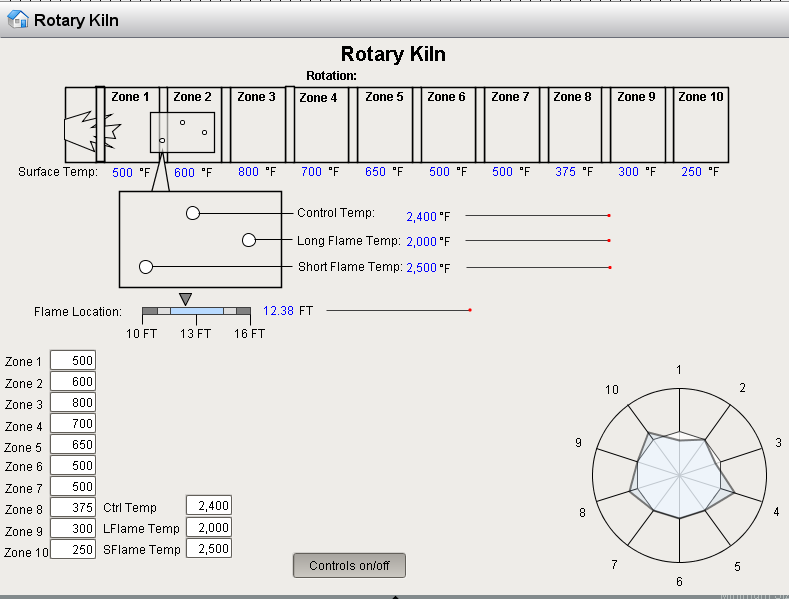 Rotary Kiln
Rotary Kiln
Rotation:
Zone 1 Zone 2 Zone 3 Zone 4 Zone 5 Zone 6 Zone 7 Zone 8 Zone 9 Zone 10
Surface Temp: 500 °F 600 °F 800 °F 700 °F 650 °F 500 °F 500 °F 375 °F 300 °F 250 °F
Control Temp: 2,400 °F
Long Flame Temp: 2,000 °F
Short Flame Temp: 2,500 °F
Flame Location: 12.38 FT
10 FT 13 FT 16 FT
Zone 1 500
Zone 2 600
Zone 3 800
Zone 4 700
Zone 5 650
Zone 6 500
Zone 7 500
Zone 8 375 Ctrl Temp 2,400
Zone 9 300 LFlame Temp 2,000
Zone 10 250 SFlame Temp 2,500
Controls on/off
1
2
3
4
5
6
7
8
9
10